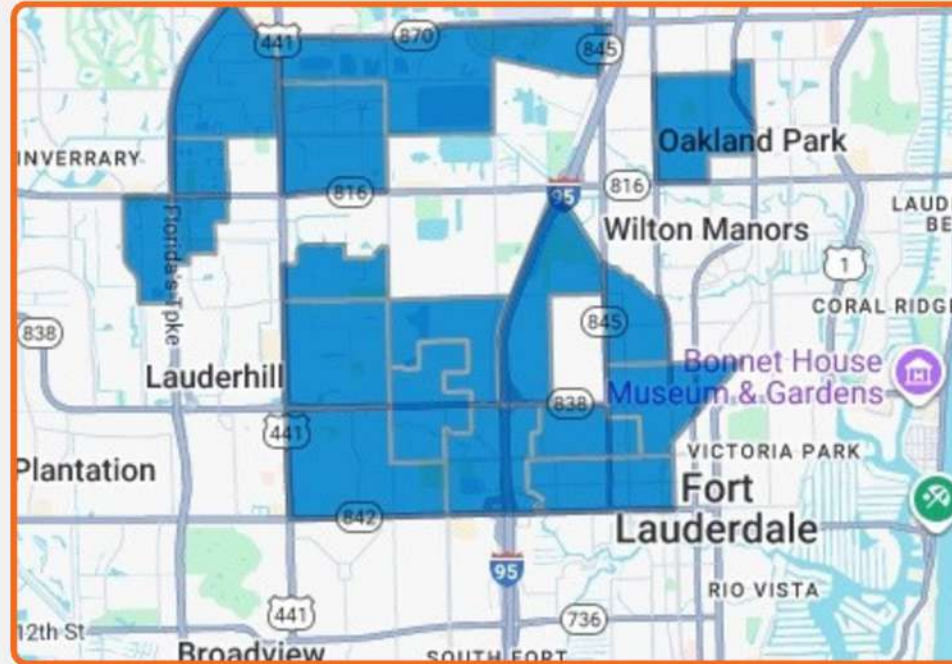 441
870
845
Oakland Park
INVERRARY
816
95
816
Wilton Manors
LAUD
BE
1
Florida's Tpke
CORAL RIDG
845
838
Bonnet House
Museum & Gardens
Lauderhill
838
441
VICTORIA PARK
Plantation
Fort
Lauderdale
842
95
RIO VISTA
441
736
12th St
Broadview
SOUTH FORT